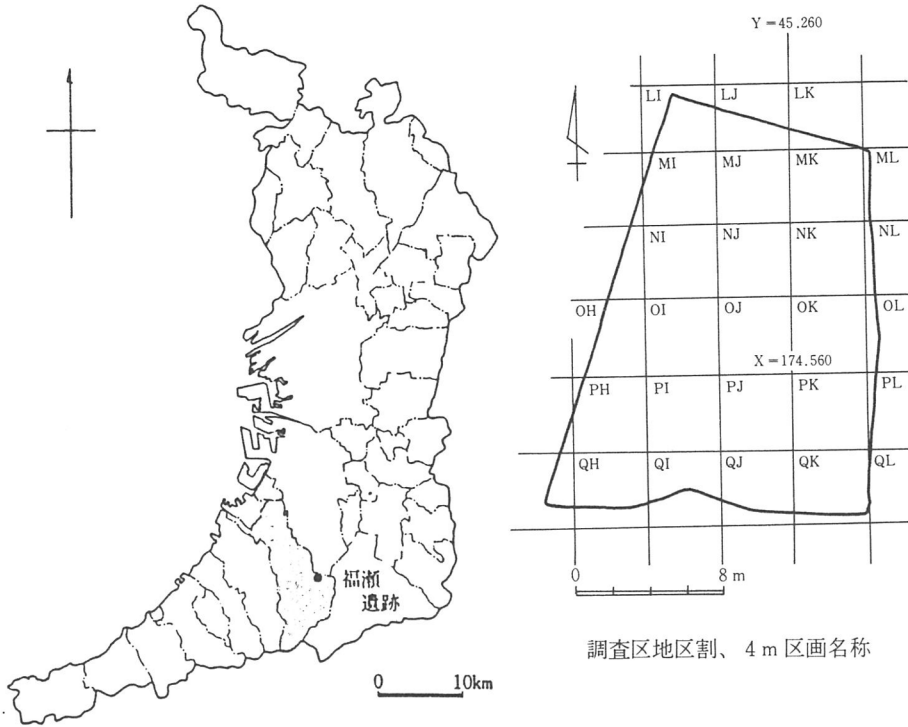 福瀬
遺跡
0 10km
Y=45.260
LI LJ LK
MI MJ MK ML
NI NJ NK NL
OH OI OJ OK OL
X=174.560
PH PI PJ PK PL
QH QI QJ QK QL
0 8m
調査区地区割、4m区画名称